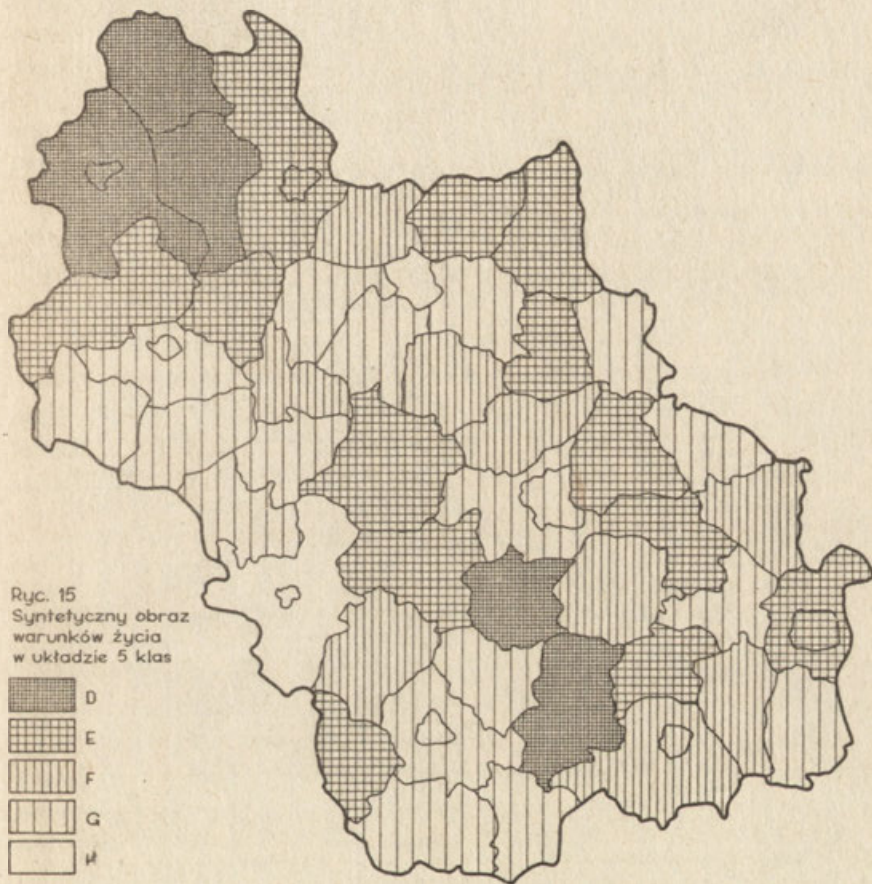 Ryc. 15
Syntetyczny obraz
warunków życia
w układzie 5 klas
D
E
F
G
H